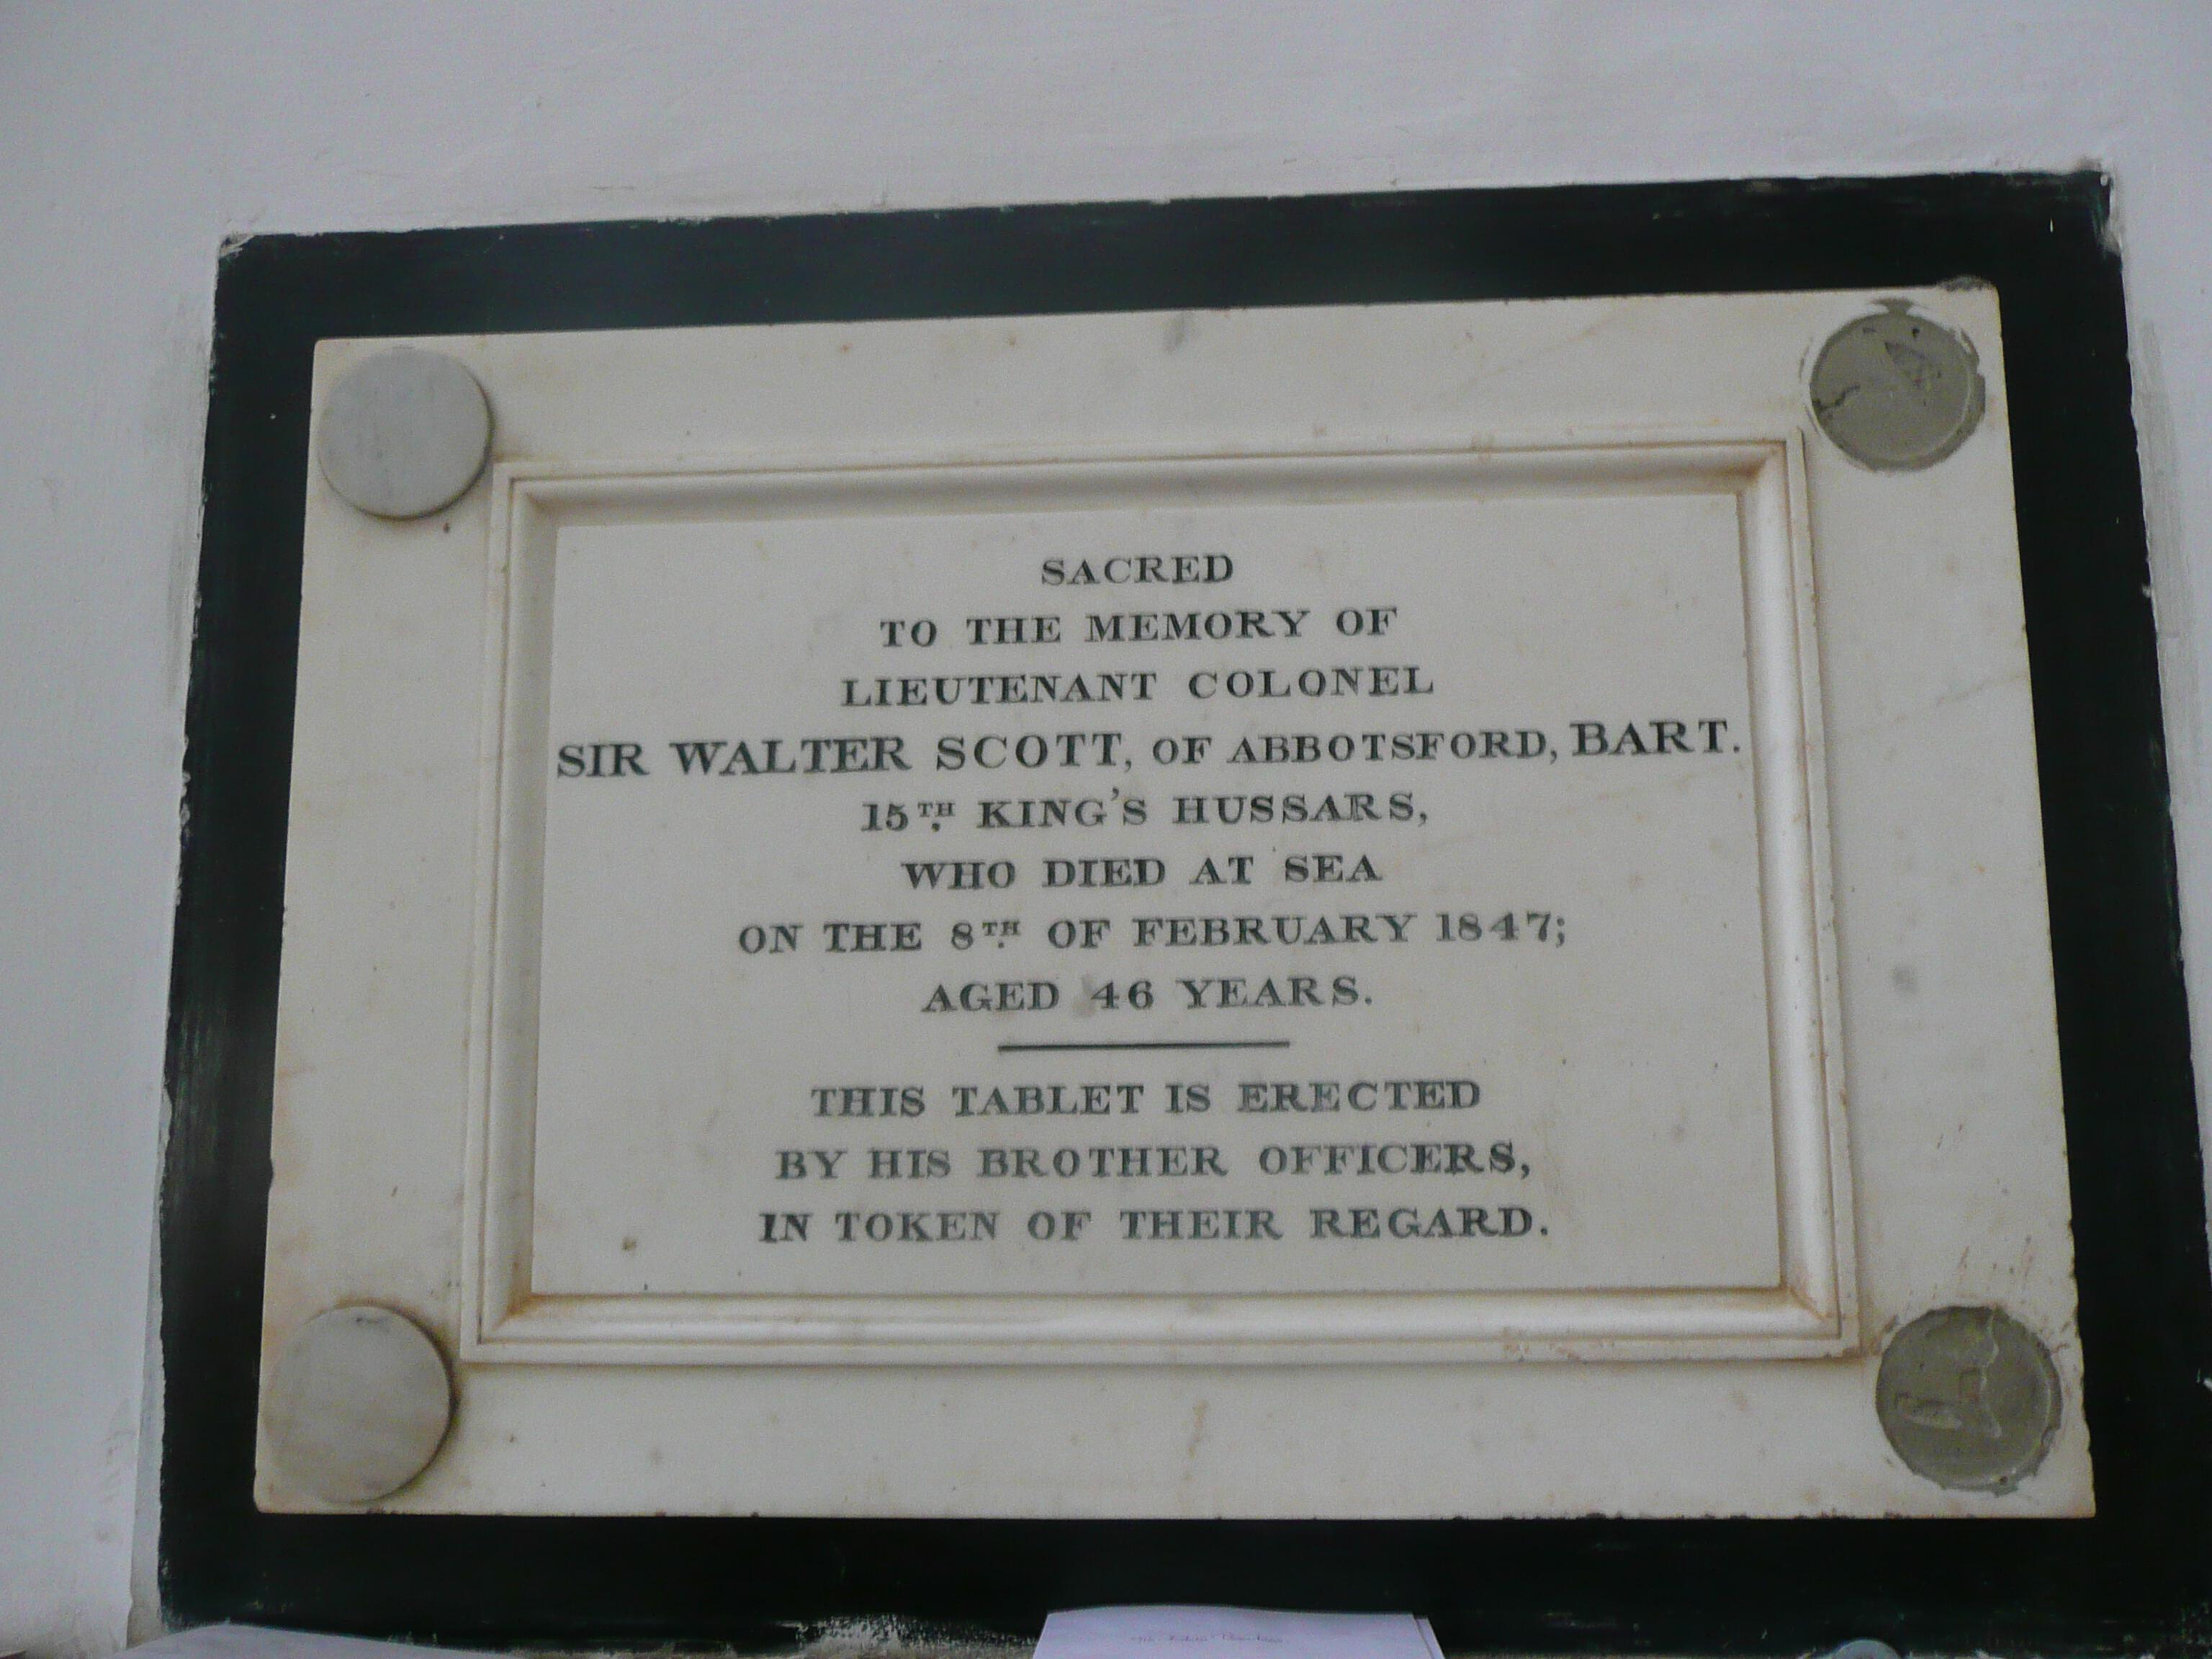 SACRED
TO THE MEMORY OF
LIEUTENANT COLONEL
SIR WALTER SCOTT, OF ABBOTSFORD, BART.
15TH KING'S HUSSARS,
WHO DIED AT SEA
ON THE 8TH OF FEBRUARY 1847;
AGED 46 YEARS.
THIS TABLET IS ERECTED
BY HIS BROTHER OFFICERS,
IN TOKEN OF THEIR REGARD.